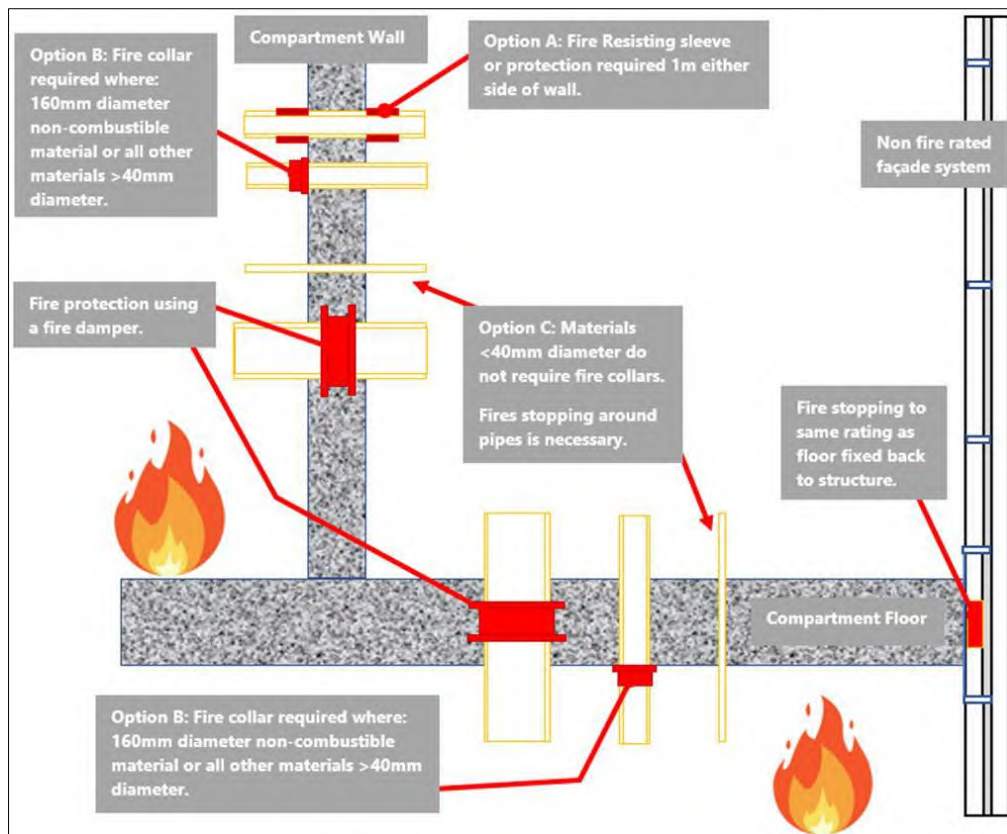 Option B: Fire collar
required where:
160mm diameter
non-combustible
material or all other
materials >40mm
diameter.
Compartment Wall
Option A: Fire Resisting sleeve
or protection required 1m either
side of wall.
Non fire rated
façade system
Fire protection using
a fire damper.
Option C: Materials
<40mm diameter do
not require fire collars.
Fires stopping around
pipes is necessary.
Fire stopping to
same rating as
floor fixed back
to structure.
Compartment Floor
Option B: Fire collar required where:
160mm diameter non-combustible
material or all other materials >40mm
diameter.